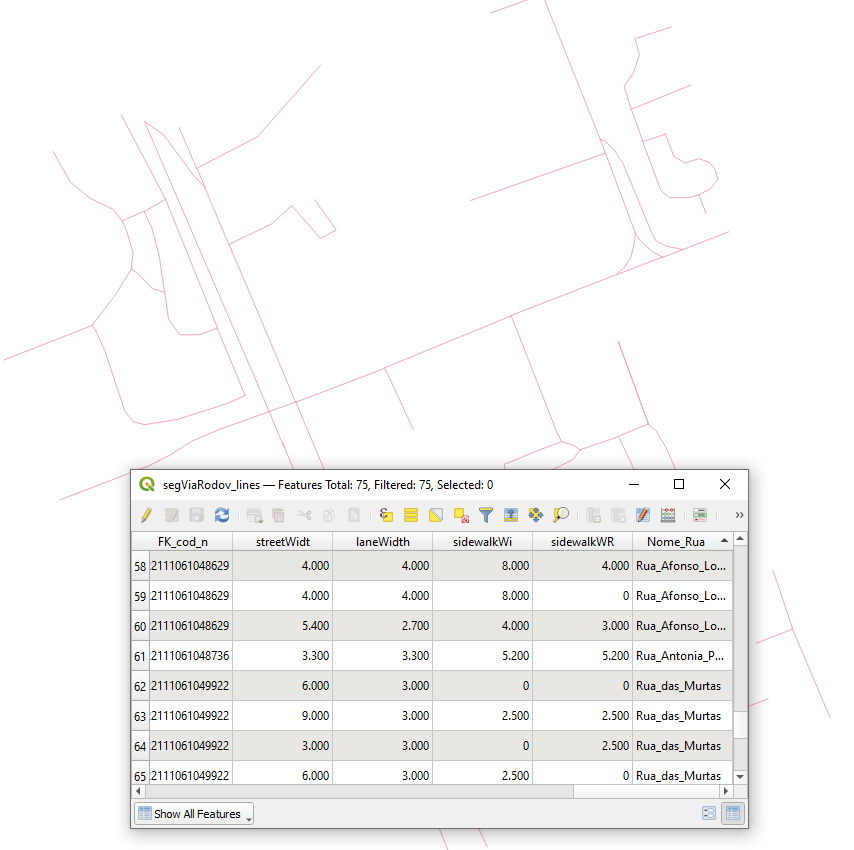 segViaRodov_lines — Features Total: 75, Filtered: 75, Selected: 0
FK_cod_n streetWidt laneWidth sidewalkWi sidewalkWR Nome_Rua
58 2111061048629 4.000 4.000 8.000 4.000 Rua_Afonso_Lo...
59 2111061048629 4.000 4.000 8.000 0 Rua_Afonso_Lo...
60 2111061048629 5.400 2.700 4.000 3.000 Rua_Afonso_Lo...
61 2111061048736 3.300 3.300 5.200 5.200 Rua_Antonia_P...
62 2111061049922 6.000 3.000 0 0 Rua_das_Murtas
63 2111061049922 9.000 3.000 2.500 2.500 Rua_das_Murtas
64 2111061049922 3.000 3.000 0 2.500 Rua_das_Murtas
65 2111061049922 6.000 3.000 2.500 0 Rua_das_Murtas
Show All Features